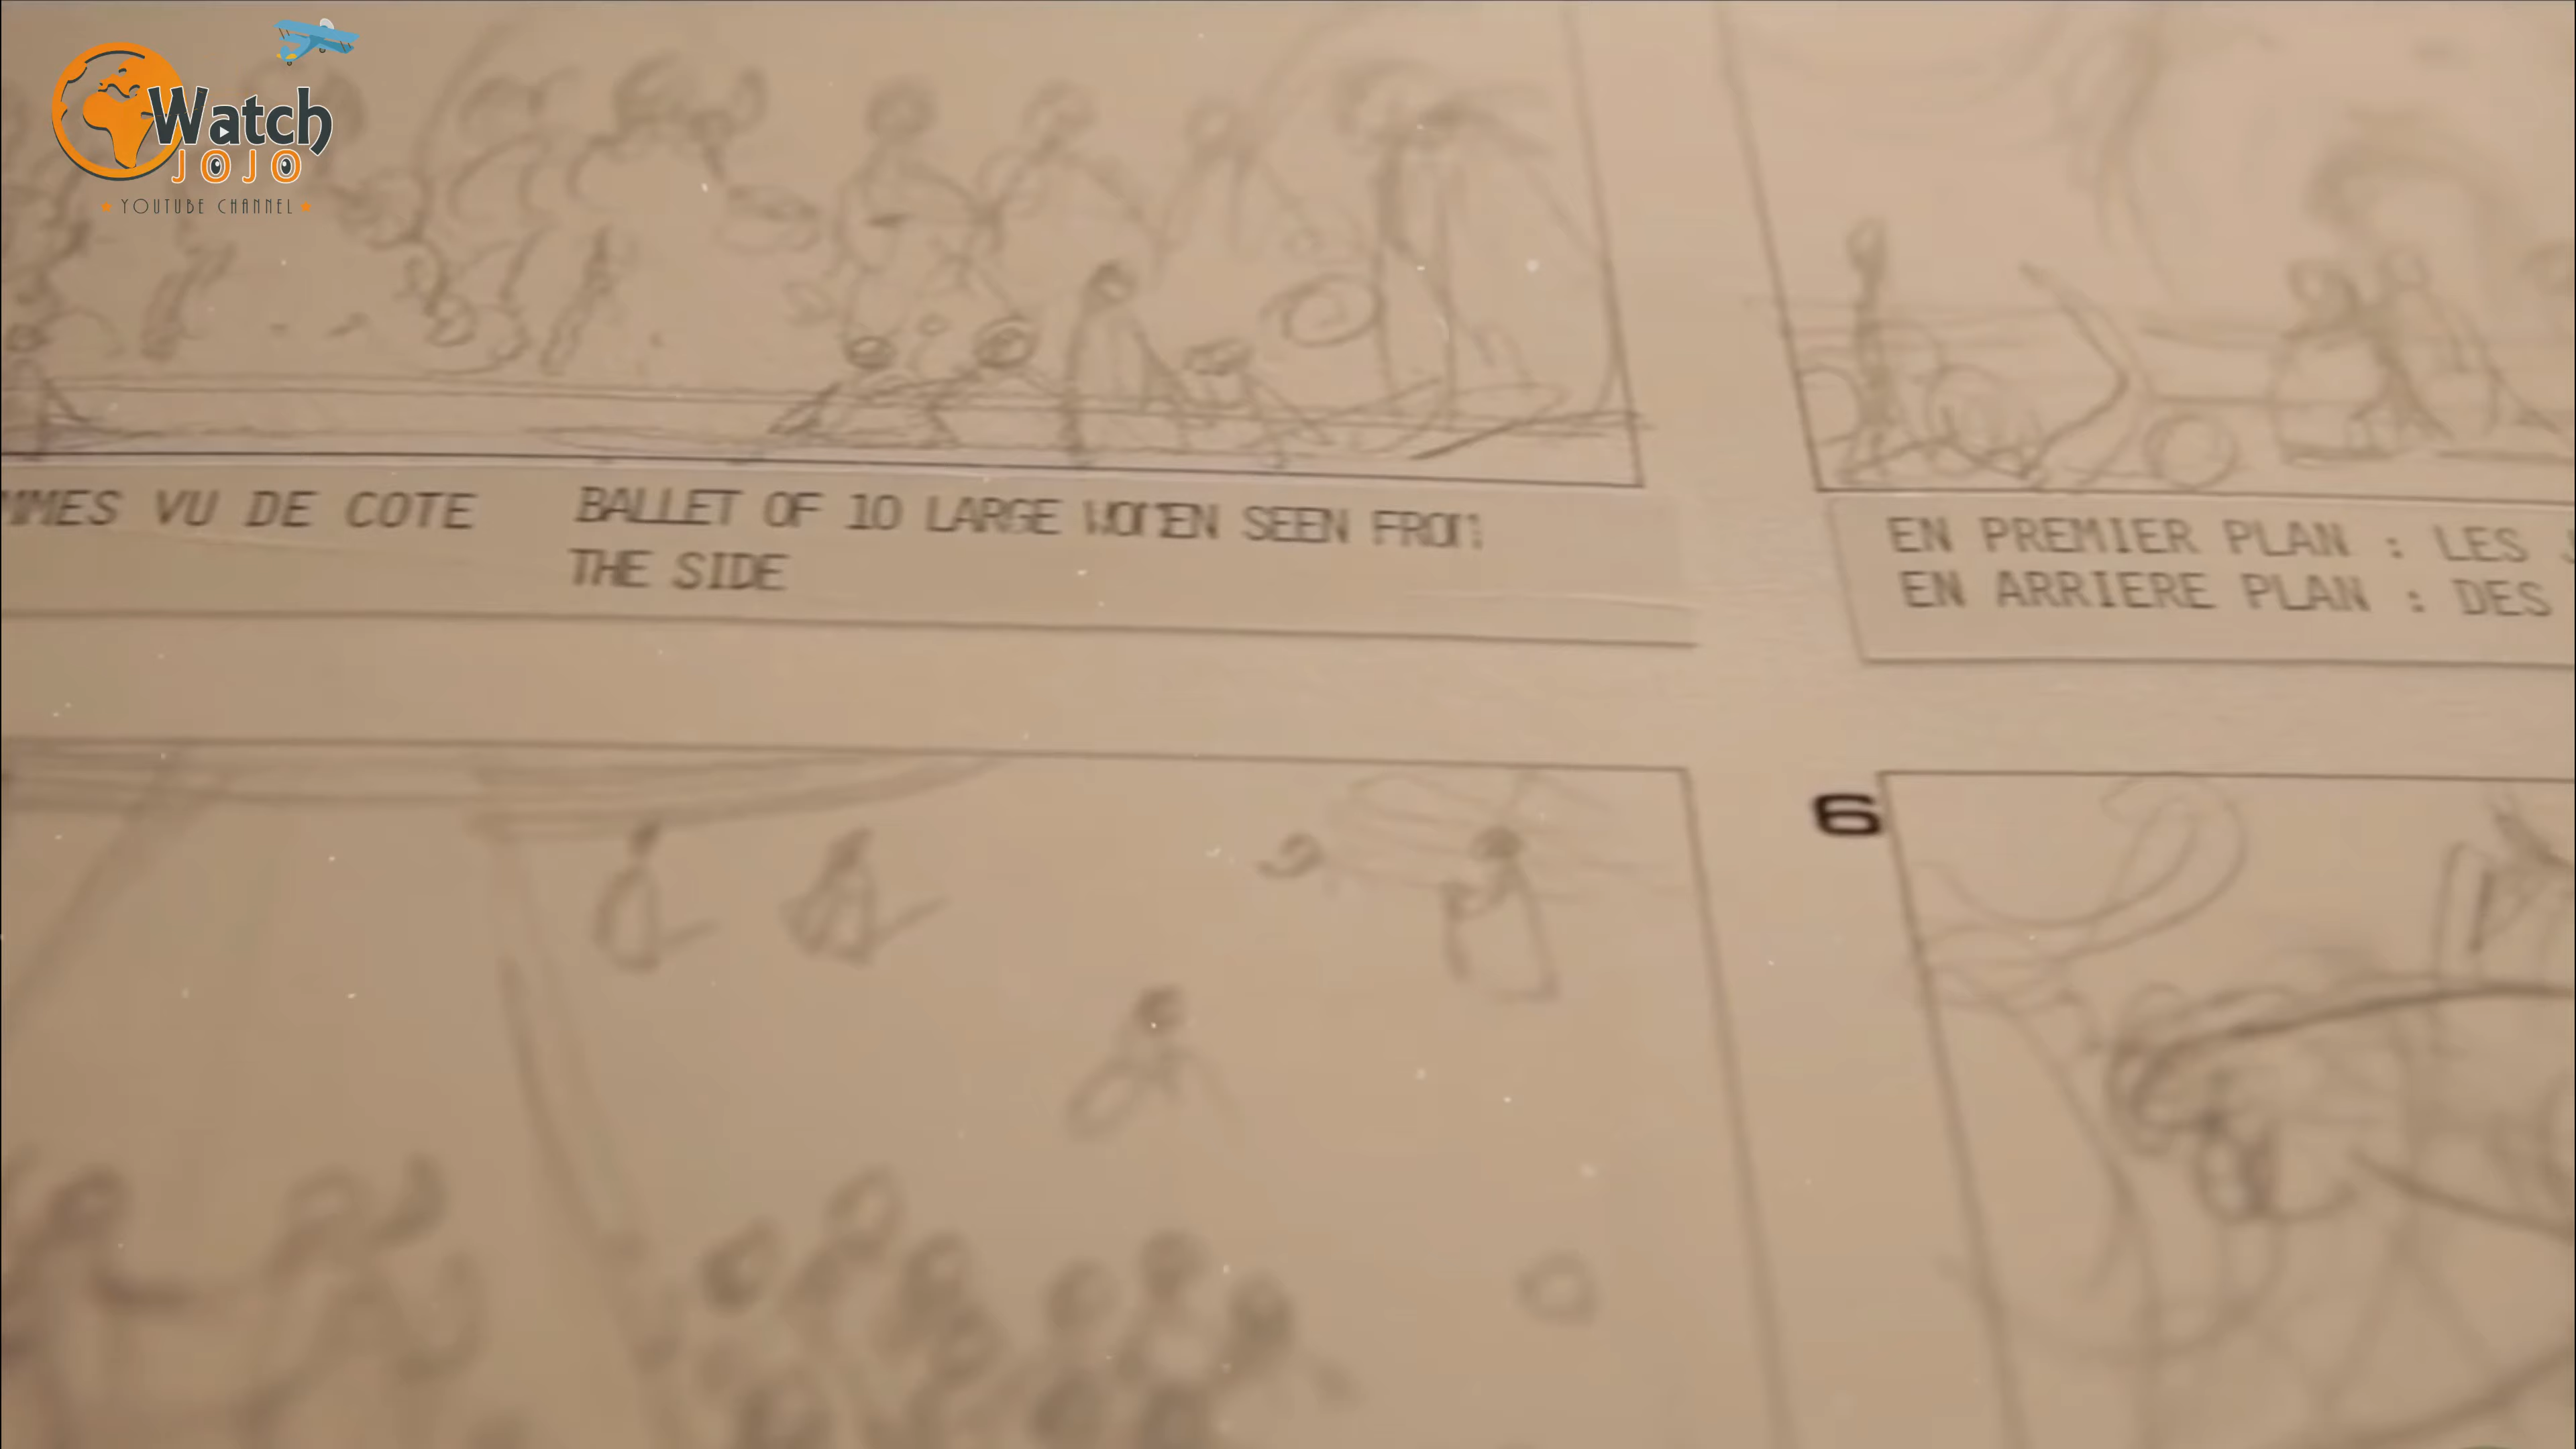 Watch
JOJO
YOUTUBE CHANNEL
MMES VU DE COTE
BALLET OF 10 LARGE WOMEN SEEN FROM
THE SIDE
EN PREMIER PLAN : LES
EN ARRIERE PLAN : DES
6